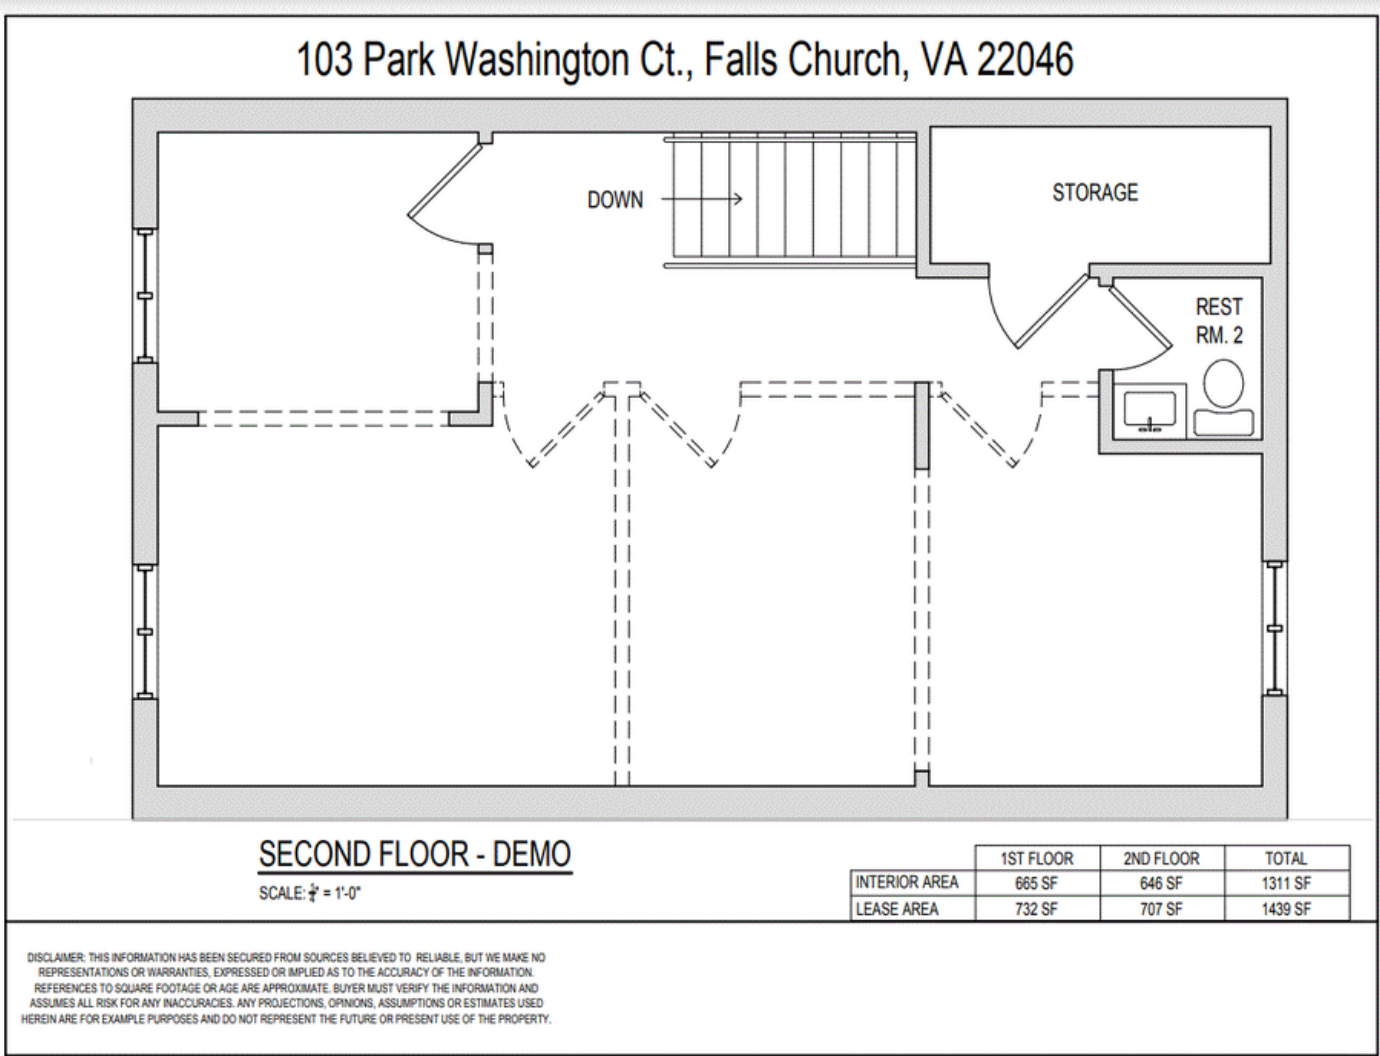 103 Park Washington Ct., Falls Church, VA 22046
DOWN
STORAGE
REST
RM. 2
SECOND FLOOR - DEMO
SCALE: = 1'-0"
1ST FLOOR 2ND FLOOR TOTAL
INTERIOR AREA 665 SF 646 SF 1311 SF
LEASE AREA 732 SF 707 SF 1439 SF
DISCLAIMER: THIS INFORMATION HAS BEEN SECURED FROM SOURCES BELIEVED TO RELIABLE, BUT WE MAKE NO
REPRESENTATIONS OR WARRANTIES, EXPRESSED OR IMPLIED AS TO THE ACCURACY OF THE INFORMATION.
REFERENCES TO SQUARE FOOTAGE OR AGE ARE APPROXIMATE. BUYER MUST VERIFY THE INFORMATION AND
ASSUMES ALL RISK FOR ANY INACCURACIES. ANY PROJECTIONS, OPINIONS, ASSUMPTIONS OR ESTIMATES USED
HEREIN ARE FOR EXAMPLE PURPOSES AND DO NOT REPRESENT THE FUTURE OR PRESENT USE OF THE PROPERTY.